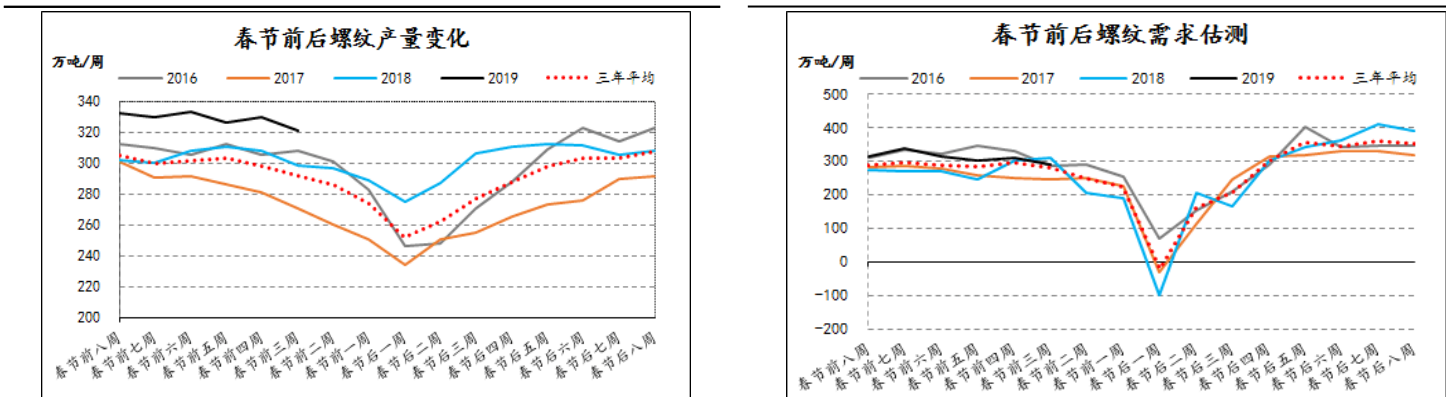 春节前后螺纹产量变化
万吨/周
2016 2017 2018 2019 三年平均
340
320
300
280
260
240
220
200
春节前八周 春节前七周 春节前六周 春节前五周 春节前四周 春节前三周 春节前二周 春节前一周 春节后一周 春节后二周 春节后三周 春节后四周 春节后五周 春节后六周 春节后七周 春节后八周
春节前后螺纹需求估测
万吨/周
2016 2017 2018 2019 三年平均
500
400
300
200
100
0
-100
-200
春节前八周 春节前七周 春节前六周 春节前五周 春节前四周 春节前三周 春节前二周 春节前一周 春节后一周 春节后二周 春节后三周 春节后四周 春节后五周 春节后六周 春节后七周 春节后八周